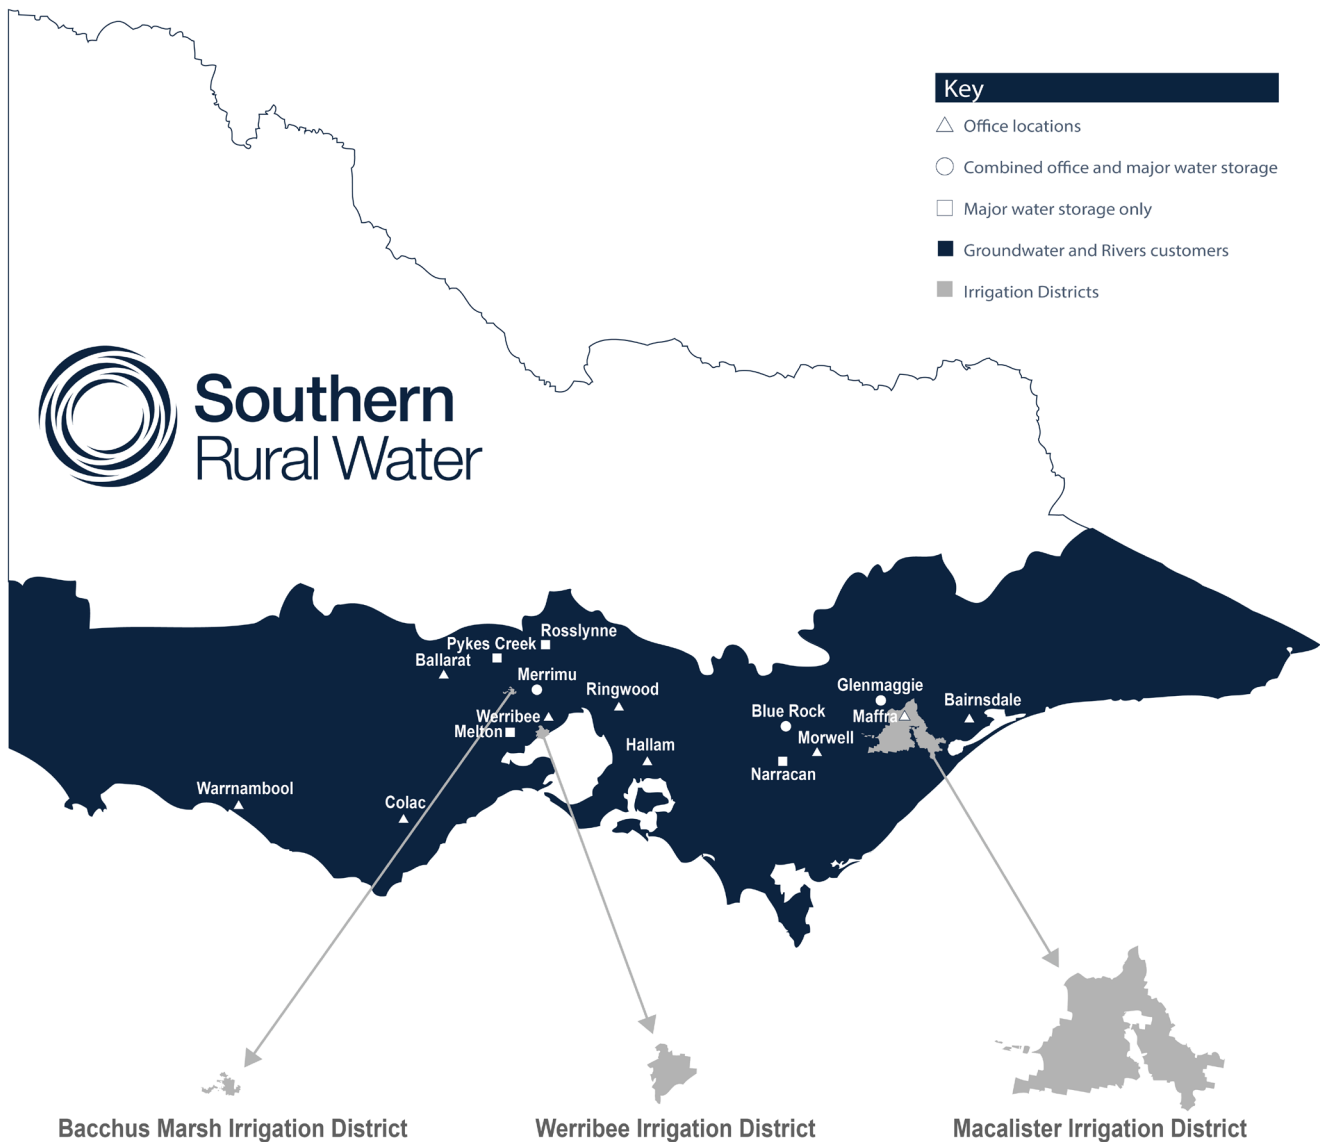 Key
Office locations
Combined office and major water storage
Major water storage only
Groundwater and Rivers customers
Irrigation Districts
Southern
Rural Water
Rosslynne
Pykes Creek
Ballarat
Merrimu
Ringwood
Werribee
Melton
Hallam
Warrnambool
Colac
Glenmaggie
Bairnsdale
Blue Rock
Maffra
Morwell
Narracan
Bacchus Marsh Irrigation District
Werribee Irrigation District
Macalister Irrigation District